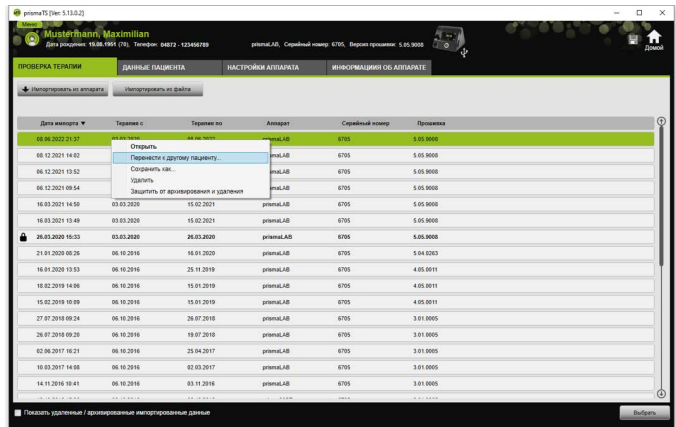 prismaTS [Ver: 5.13.0.2]
Меню
Mustermann, Maximilian
Дата рождения: 19.08.1951 (70), Телефон: 04872 - 123456789
prismaLAB, Серийный номер: 6705, Версия прошивки: 5.05.9008
Домой
ПРОВЕРКА ТЕРАПИИ ДАННЫЕ ПАЦИЕНТА НАСТРОЙКИ АППАРАТА ИНФОРМАЦИИЯ ОБ АППАРАТЕ
Импортировать из аппарата Импортировать из файла
Дата импорта ▼ Терапия с Терапия по Аппарат Серийный номер Прошивка
08.06.2022 21:37 03.03.2020 08.06.2022 prismaLAB 6705 5.05.9008
08.12.2021 14:02 prismaLAB 6705 5.05.9008
06.12.2021 13:52 prismaLAB 6705 5.05.9008
06.12.2021 09:54 prismaLAB 6705 5.05.9008
Открыть
Перенести к другому пациенту...
Сохранить как...
Удалить
Защитить от архивирования и удаления
16.03.2021 14:50 03.03.2020 15.02.2021 prismaLAB 6705 5.05.9008
16.03.2021 13:49 03.03.2020 15.02.2021 prismaLAB 6705 5.05.9008
26.03.2020 15:33 03.03.2020 26.03.2020 prismaLAB 6705 5.05.9008
21.01.2020 08:26 06.10.2016 16.01.2020 prismaLAB 6705 5.04.0263
16.01.2020 13:53 06.10.2016 25.11.2019 prismaLAB 6705 4.05.0011
18.02.2019 14:06 06.10.2016 15.01.2019 prismaLAB 6705 4.05.0011
15.02.2019 10:09 06.10.2016 15.01.2019 prismaLAB 6705 4.05.0011
27.07.2018 09:24 06.10.2016 26.07.2018 prismaLAB 6705 3.01.0005
26.07.2018 09:20 06.10.2016 19.07.2018 prismaLAB 6705 3.01.0005
02.06.2017 16:21 06.10.2016 25.04.2017 prismaLAB 6705 3.01.0005
10.03.2017 14:08 06.10.2016 02.03.2017 prismaLAB 6705 3.01.0005
14.11.2016 10:41 06.10.2016 03.11.2016 prismaLAB 6705 3.01.0005
Показать удаленные / архивированные импортированные данные
Выбрать